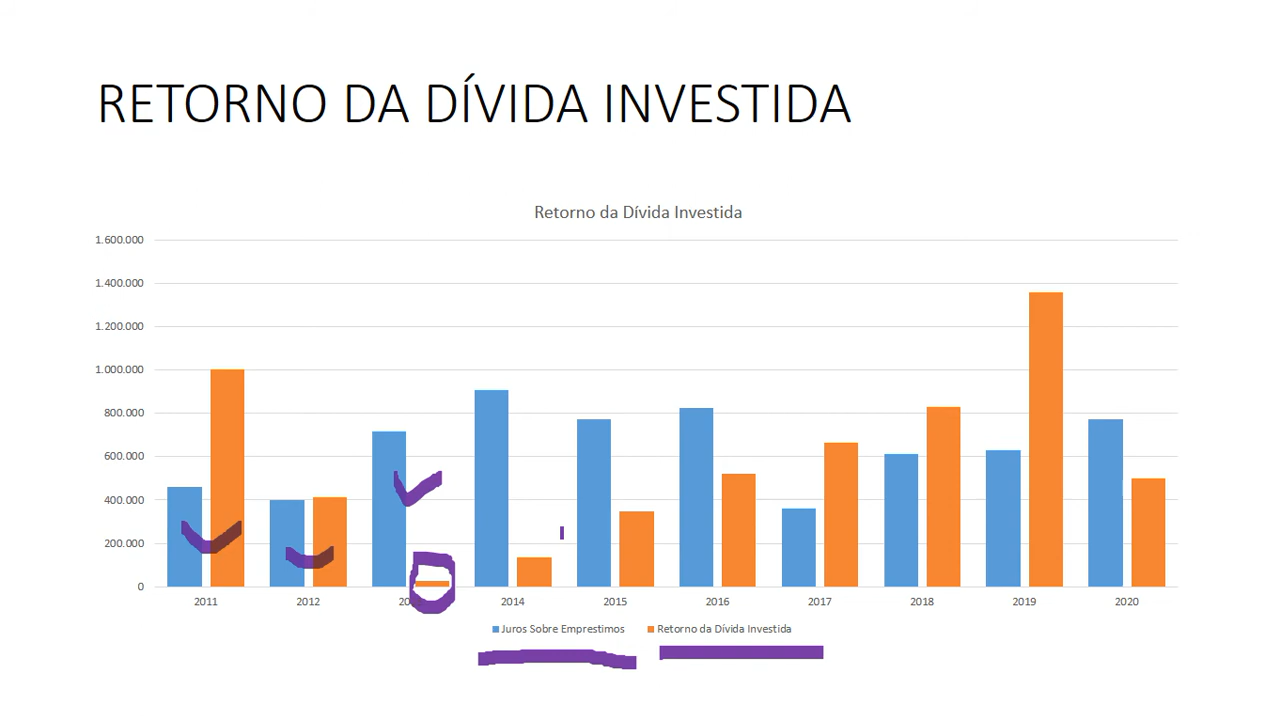 RETORNO DA DÍVIDA INVESTIDA
Retorno da Dívida Investida
1.600.000
1.400.000
1.200.000
1.000.000
800.000
600.000
400.000
200.000
0
2011 2012 2014 2015 2016 2017 2018 2019 2020
Juros Sobre Emprestimos Retorno da Dívida Investida